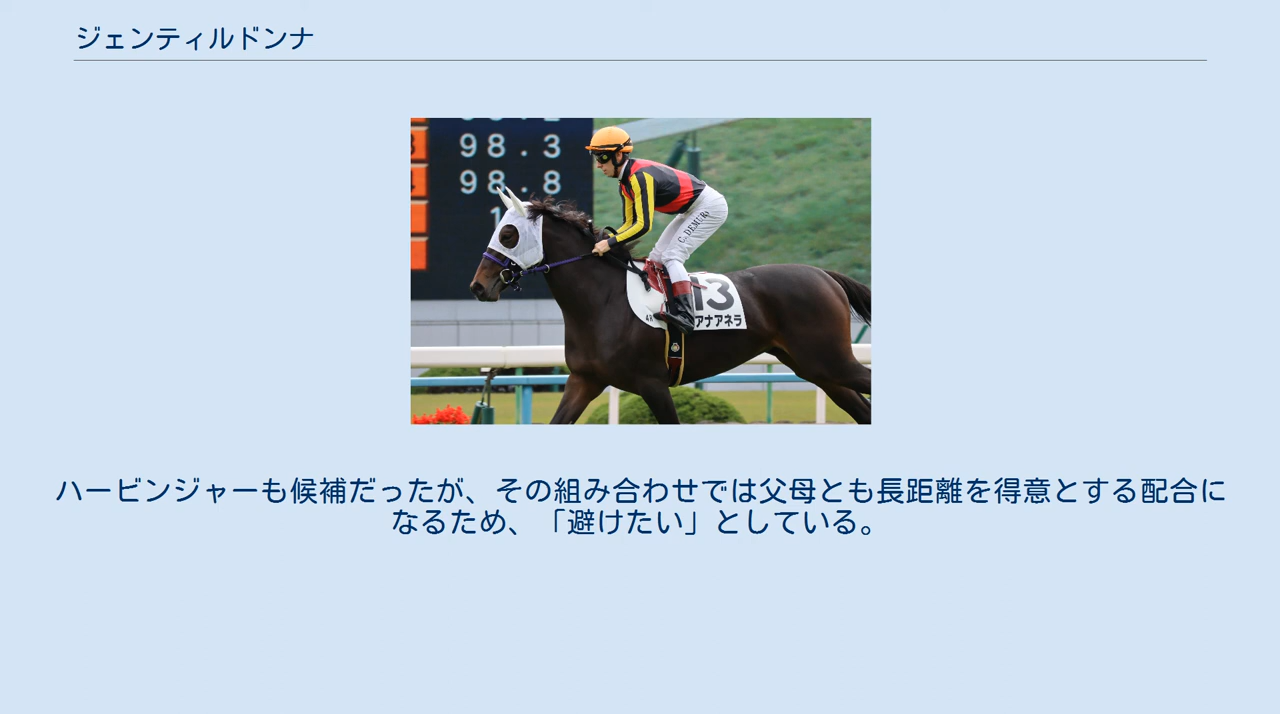 ジェンティルドンナ
98.3
98.8
C.DEMURO
13
アナアネラ
ハービンジャーも候補だったが、その組み合わせでは父母とも長距離を得意とする配合に
なるため、「避けたい」としている。